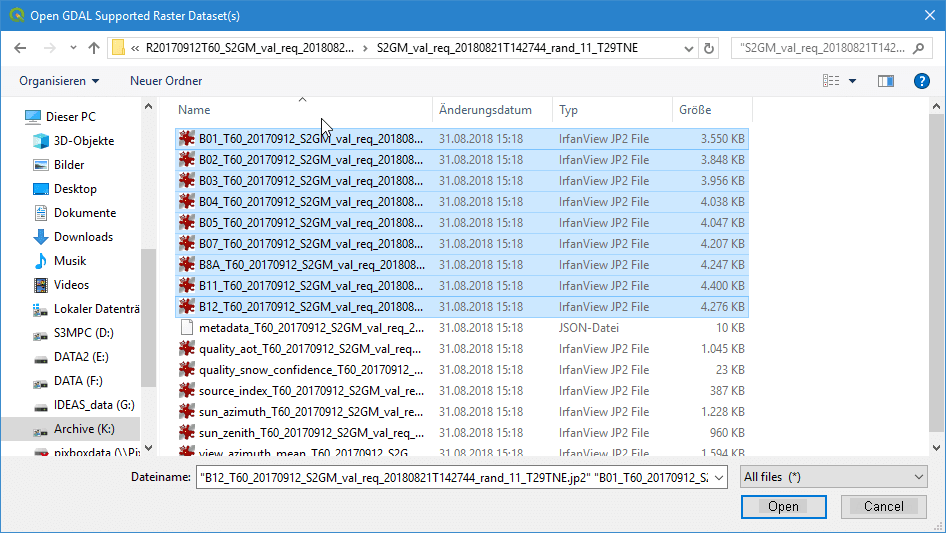 Open GDAL Supported Raster Dataset(s)
« R20170912T60_S2GM_val_req_2018082... › S2GM_val_req_20180821T142744_rand_11_T29TNE
"S2GM_val_req_20180821T142...
Organisieren
Neuer Ordner
Dieser PC
3D-Objekte
Bilder
Desktop
Dokumente
Downloads
Musik
Videos
Lokaler Datenträ
S3MPC (D:)
DATA2 (E:)
DATA (F:)
IDEAS_data (G:)
Archive (K:)
pixboxdata (\\Pi
Name Änderungsdatum Typ Größe
B01_T60_20170912_S2GM_val_req_201808... 31.08.2018 15:18 IrfanView JP2 File 3.550 KB
B02_T60_20170912_S2GM_val_req_201808... 31.08.2018 15:18 IrfanView JP2 File 3.848 KB
B03_T60_20170912_S2GM_val_req_201808... 31.08.2018 15:18 IrfanView JP2 File 3.956 KB
B04_T60_20170912_S2GM_val_req_201808... 31.08.2018 15:18 IrfanView JP2 File 4.038 KB
B05_T60_20170912_S2GM_val_req_201808... 31.08.2018 15:18 IrfanView JP2 File 4.047 KB
B07_T60_20170912_S2GM_val_req_201808... 31.08.2018 15:18 IrfanView JP2 File 4.207 KB
B8A_T60_20170912_S2GM_val_req_201808... 31.08.2018 15:18 IrfanView JP2 File 4.247 KB
B11_T60_20170912_S2GM_val_req_201808... 31.08.2018 15:18 IrfanView JP2 File 4.400 KB
B12_T60_20170912_S2GM_val_req_201808... 31.08.2018 15:18 IrfanView JP2 File 4.276 KB
metadata_T60_20170912_S2GM_val_req_2... 31.08.2018 15:18 JSON-Datei 10 KB
quality_aot_T60_20170912_S2GM_val_req... 31.08.2018 15:18 IrfanView JP2 File 1.045 KB
quality_snow_confidence_T60_20170912_... 31.08.2018 15:18 IrfanView JP2 File 23 KB
source_index_T60_20170912_S2GM_val_re... 31.08.2018 15:18 IrfanView JP2 File 387 KB
sun_azimuth_T60_20170912_S2GM_val_re... 31.08.2018 15:18 IrfanView JP2 File 1.228 KB
sun_zenith_T60_20170912_S2GM_val_req_... 31.08.2018 15:18 IrfanView JP2 File 960 KB
view_azimuth_mean_T60_20170912_S2G... 31.08.2018 15:18 IrfanView JP2 File 1.594 KB
Dateiname: "B12_T60_20170912_S2GM_val_req_20180821T142744_rand_11_T29TNE.jp2" "B01_T60_20170912_S2
All files (*)
Open
Cancel